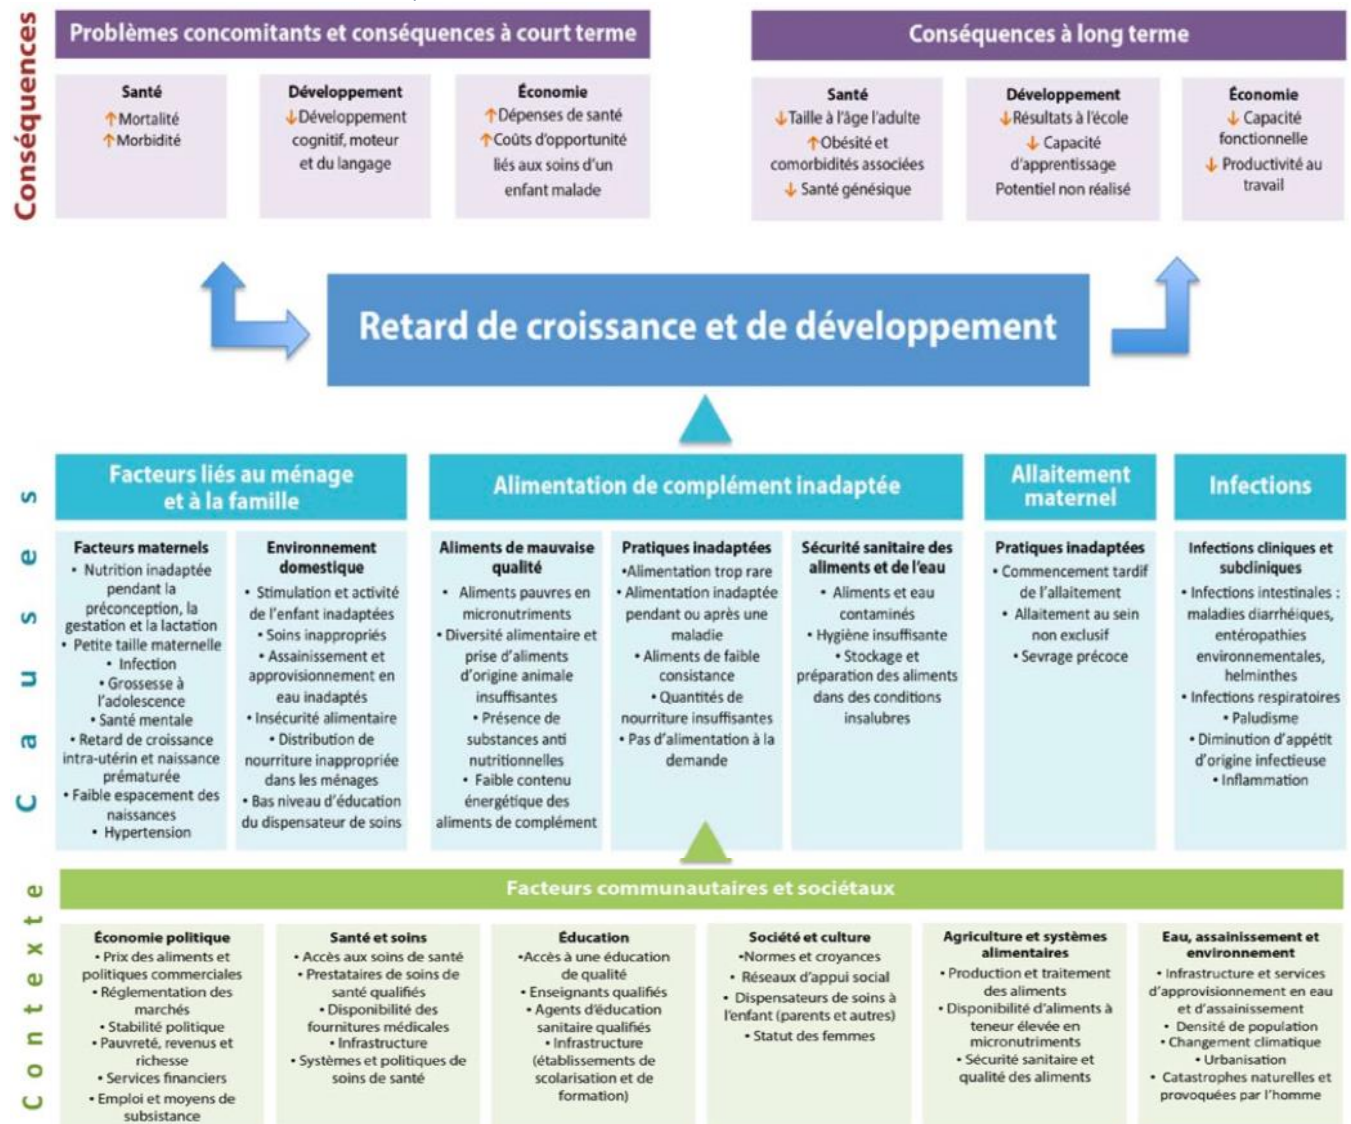 Conséquences
Problèmes concomitants et conséquences à court terme
Santé
↑Mortalité
↑Morbidité
Développement
↓Développement
cognitif, moteur
et du langage
Économie
↑Dépenses de santé
↑Coûts d'opportunité
liés aux soins d'un
enfant malade
Conséquences à long terme
Santé
↓Taille à l'âge l'adulte
↑Obésité et
comorbidités associées
↓ Santé génésique
Développement
↓Résultats à l'école
↓ Capacité
d'apprentissage
Potentiel non réalisé
Économie
↓ Capacité
fonctionnelle
↓ Productivité au
travail
Retard de croissance et de développement
Causes
Facteurs liés au ménage
et à la famille
Facteurs maternels
• Nutrition inadaptée
pendant la
préconception, la
gestation et la lactation
• Petite taille maternelle
• Infection
• Grossesse à
l'adolescence
• Santé mentale
• Retard de croissance
intra-utérin et naissance
prématurée
• Faible espacement des
naissances
• Hypertension
Environnement
domestique
• Stimulation et activité
de l'enfant inadaptées
• Soins inappropriés
• Assainissement et
approvisionnement en
eau inadaptés
• Insécurité alimentaire
• Distribution de
nourriture inappropriée
dans les ménages
• Bas niveau d'éducation
du dispensateur de soins
Alimentation de complément inadaptée
Aliments de mauvaise
qualité
• Aliments pauvres en
micronutriments
• Diversité alimentaire et
prise d'aliments
d'origine animale
insuffisantes
• Présence de
substances anti
nutritionnelles
• Faible contenu
énergétique des
aliments de complément
Pratiques inadaptées
•Alimentation trop rare
• Alimentation inadaptée
pendant ou après une
maladie
• Aliments de faible
consistance
• Quantités de
nourriture insuffisantes
• Pas d'alimentation à la
demande
Sécurité sanitaire des
aliments et de l'eau
• Aliments et eau
contaminés
• Hygiène insuffisante
• Stockage et
préparation des aliments
dans des conditions
insalubres
Allaitement
maternel
Pratiques inadaptées
• Commencement tardif
de l'allaitement
• Allaitement au sein
non exclusif
• Sevrage précoce
Infections
Infections cliniques et
subcliniques
• Infections intestinales :
maladies diarrhéiques,
entéropathies
environnementales,
helminthes
• Infections respiratoires
• Paludisme
• Diminution d'appétit
d'origine infectieuse
• Inflammation
Contexte
Facteurs communautaires et sociétaux
Économie politique
• Prix des aliments et
politiques commerciales
• Réglementation des
marchés
• Stabilité politique
• Pauvreté, revenus et
richesse
• Services financiers
• Emploi et moyens de
subsistance
Santé et soins
• Accès aux soins de santé
• Prestataires de soins de
santé qualifiés
• Disponibilité des
fournitures médicales
• Infrastructure
• Systèmes et politiques de
soins de santé
Éducation
•Accès à une éducation
de qualité
• Enseignants qualifiés
• Agents d'éducation
sanitaire qualifiés
• Infrastructure
(établissements de
scolarisation et de
formation)
Société et culture
•Normes et croyances
• Réseaux d'appui social
• Dispensateurs de soins à
l'enfant (parents et autres)
• Statut des femmes
Agriculture et systèmes
alimentaires
• Production et traitement
des aliments
• Disponibilité d'aliments à
teneur élevée en
micronutriments
• Sécurité sanitaire et
qualité des aliments
Eau, assainissement et
environnement
• Infrastructure et services
d'approvisionnement en eau
et d'assainissement
• Densité de population
• Changement climatique
• Urbanisation
• Catastrophes naturelles et
provoquées par l'homme